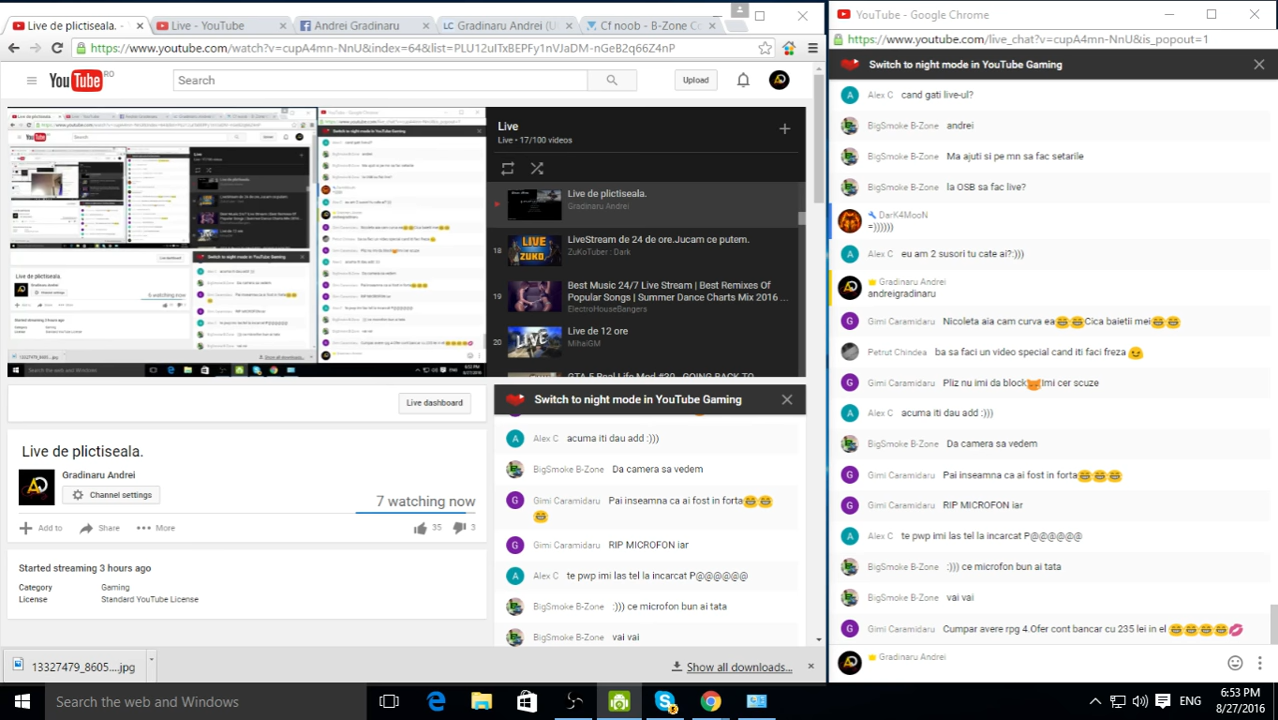 Live de plictiseala.
Live - YouTube
Andrei Gradinaru
Gradinaru Andrei (U
Cf noob - B-Zone Ce
https://www.youtube.com/watch?v=cupA4mn-NnU&index=64&list=PLU12uITxEPFy1nVJaDM-nGeB2q66Z4nP
YouTube RO
Search
Upload
Live
Live • 17/100 videos
Live de plictiseala.
Gradinaru Andrei
18
LiveStream de 24 de ore.Jucam ce putem.
ZuKoTuber : Dark
19
Best Music 24/7 Live Stream | Best Remixes Of
Popular Songs | Summer Dance Charts Mix 2016 ...
ElectroHouseBangers
20
Live de 12 ore
MihaIGM
GTA 5 Real Life Mod #30 - GOING BACK TO
Live dashboard
Live de plictiseala.
Gradinaru Andrei
Channel settings
7 watching now
Add to
Share
More
35
3
Started streaming 3 hours ago
Category Gaming
License Standard YouTube License
Switch to night mode in YouTube Gaming
Alex C acuma iti dau add :)))
BigSmoke B-Zone Da camera sa vedem
Gimi Caramidaru Pai inseamna ca ai fost in forta😂😂
😂
Gimi Caramidaru RIP MICROFON iar
Alex C te pwp imi las tel la incarcat P@@@@@@
BigSmoke B-Zone :))) ce microfon bun ai tata
BigSmoke B-Zone vai vai
13327479_8605....jpg
Show all downloads...
YouTube - Google Chrome
https://www.youtube.com/live_chat?v=cupA4mn-NnU&is_popout=1
Switch to night mode in YouTube Gaming
Alex C cand gati live-ul?
BigSmoke B-Zone andrei
BigSmoke B-Zone Ma ajuti si pe mn sa fac setarile
BigSmoke B-Zone la OSB sa fac live?
DarK4MooN
=))))))
Alex C eu am 2 susori tu cate ai?:)))
Gradinaru Andrei
andreigradinaru
Gimi Caramidaru Nicoleta aia cam curva ea😂😂Cica baietii mei😂😂
Petrut Chindea ba sa faci un video special cand iti faci freza
Gimi Caramidaru Pliz nu imi da block Imi cer scuze
Alex C acuma iti dau add :)))
BigSmoke B-Zone Da camera sa vedem
Gimi Caramidaru Pai inseamna ca ai fost in forta😂😂😂
Gimi Caramidaru RIP MICROFON iar
Alex C te pwp imi las tel la incarcat P@@@@@@
BigSmoke B-Zone :))) ce microfon bun ai tata
BigSmoke B-Zone vai vai
Gimi Caramidaru Cumpar avere rpg 4.Ofer cont bancar cu 235 lei in el 😂😂😂😂💋
Gradinaru Andrei
Search the web and Windows
ENG
6:53 PM
8/27/2016